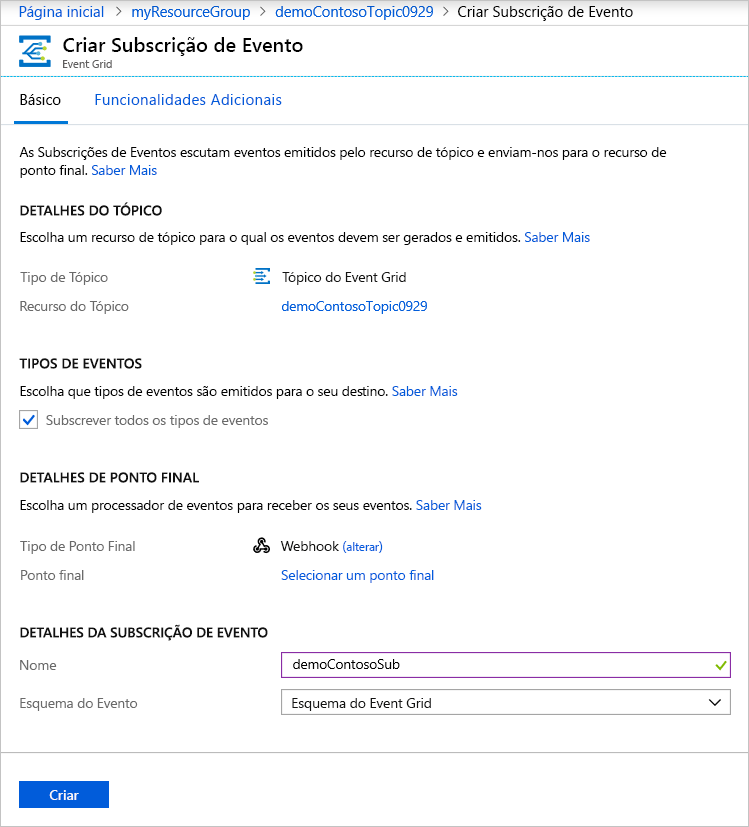 Página inicial > myResourceGroup > demoContosoTopic0929 > Criar Subscrição de Evento
Criar Subscrição de Evento
Event Grid
Básico Funcionalidades Adicionais
As Subscrições de Eventos escutam eventos emitidos pelo recurso de tópico e enviam-nos para o recurso de
ponto final. Saber Mais
DETALHES DO TÓPICO
Escolha um recurso de tópico para o qual os eventos devem ser gerados e emitidos. Saber Mais
Tipo de Tópico Tópico do Event Grid
Recurso do Tópico demoContosoTopic0929
TIPOS DE EVENTOS
Escolha que tipos de eventos são emitidos para o seu destino. Saber Mais
Subscrever todos os tipos de eventos
DETALHES DE PONTO FINAL
Escolha um processador de eventos para receber os seus eventos. Saber Mais
Tipo de Ponto Final Webhook (alterar)
Ponto final Selecionar um ponto final
DETALHES DA SUBSCRIÇÃO DE EVENTO
Nome demoContosoSub
Esquema do Evento Esquema do Event Grid
Criar